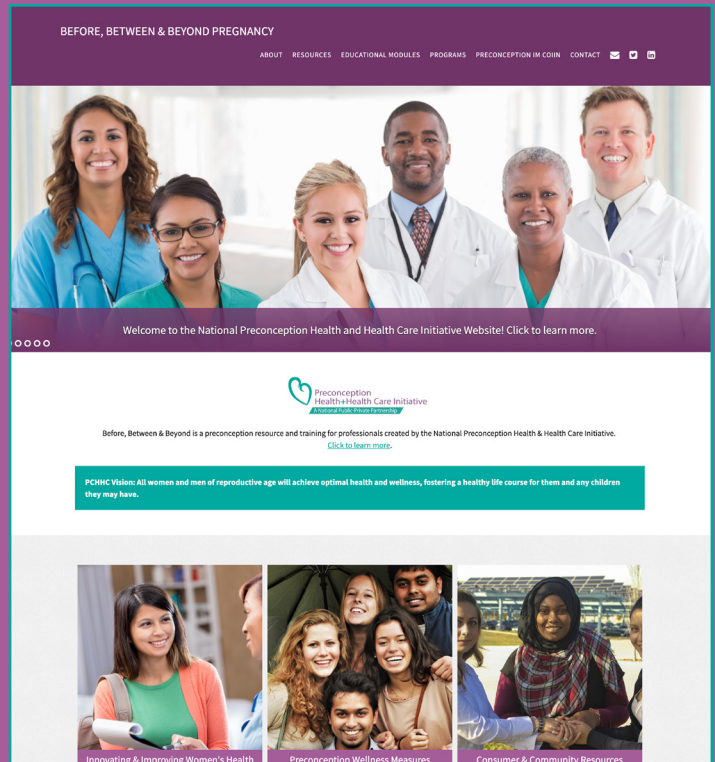 BEFORE, BETWEEN & BEYOND PREGNANCY
ABOUT RESOURCES EDUCATIONAL MODULES PROGRAMS PRECONCEPTION IM COIIN CONTACT
Welcome to the National Preconception Health and Health Care Initiative Website! Click to learn more.
Preconception
Health+Health Care Initiative
A National Public-Private Partnership
Before, Between & Beyond is a preconception resource and training for professionals created by the National Preconception Health & Health Care Initiative.
Click to learn more.
PCHHC Vision: All women and men of reproductive age will achieve optimal health and wellness, fostering a healthy life course for them and any children
they may have.
Innovating & Improving Women's Health Preconception Wellness Measures Consumer & Community Resources